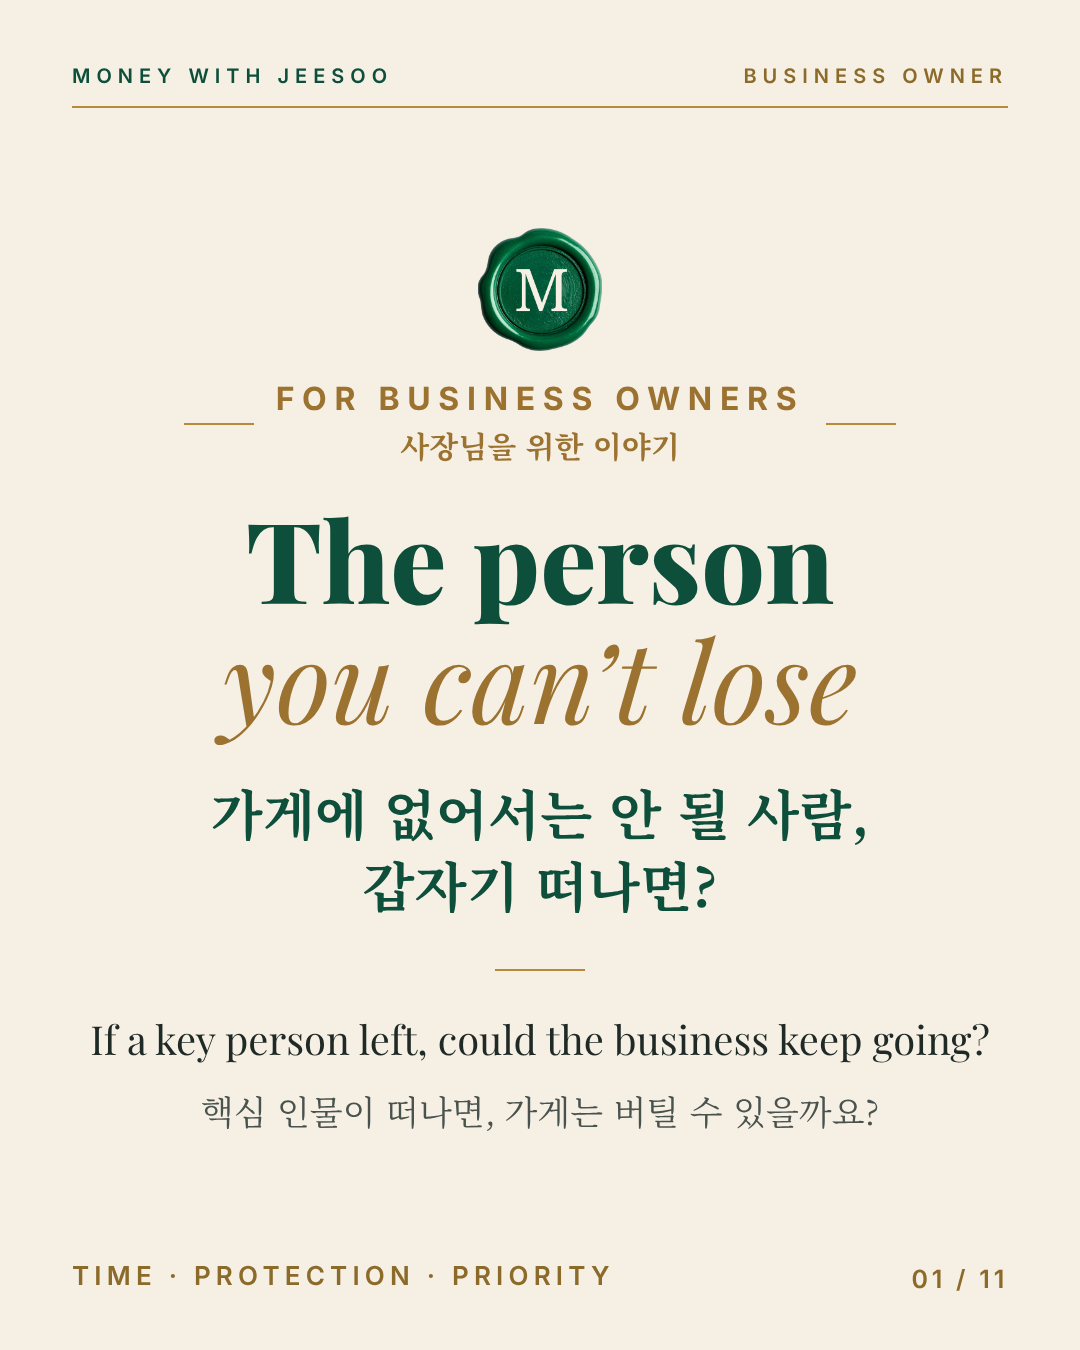 MONEY WITH JEESOO
BUSINESS OWNER
M
FOR BUSINESS OWNERS
사장님을 위한 이야기
The person
you can’t lose
가게에 없어서는 안 될 사람,
갑자기 떠나면?
If a key person left, could the business keep going?
핵심 인물이 떠나면, 가게는 버틸 수 있을까요?
TIME · PROTECTION · PRIORITY
01 / 11